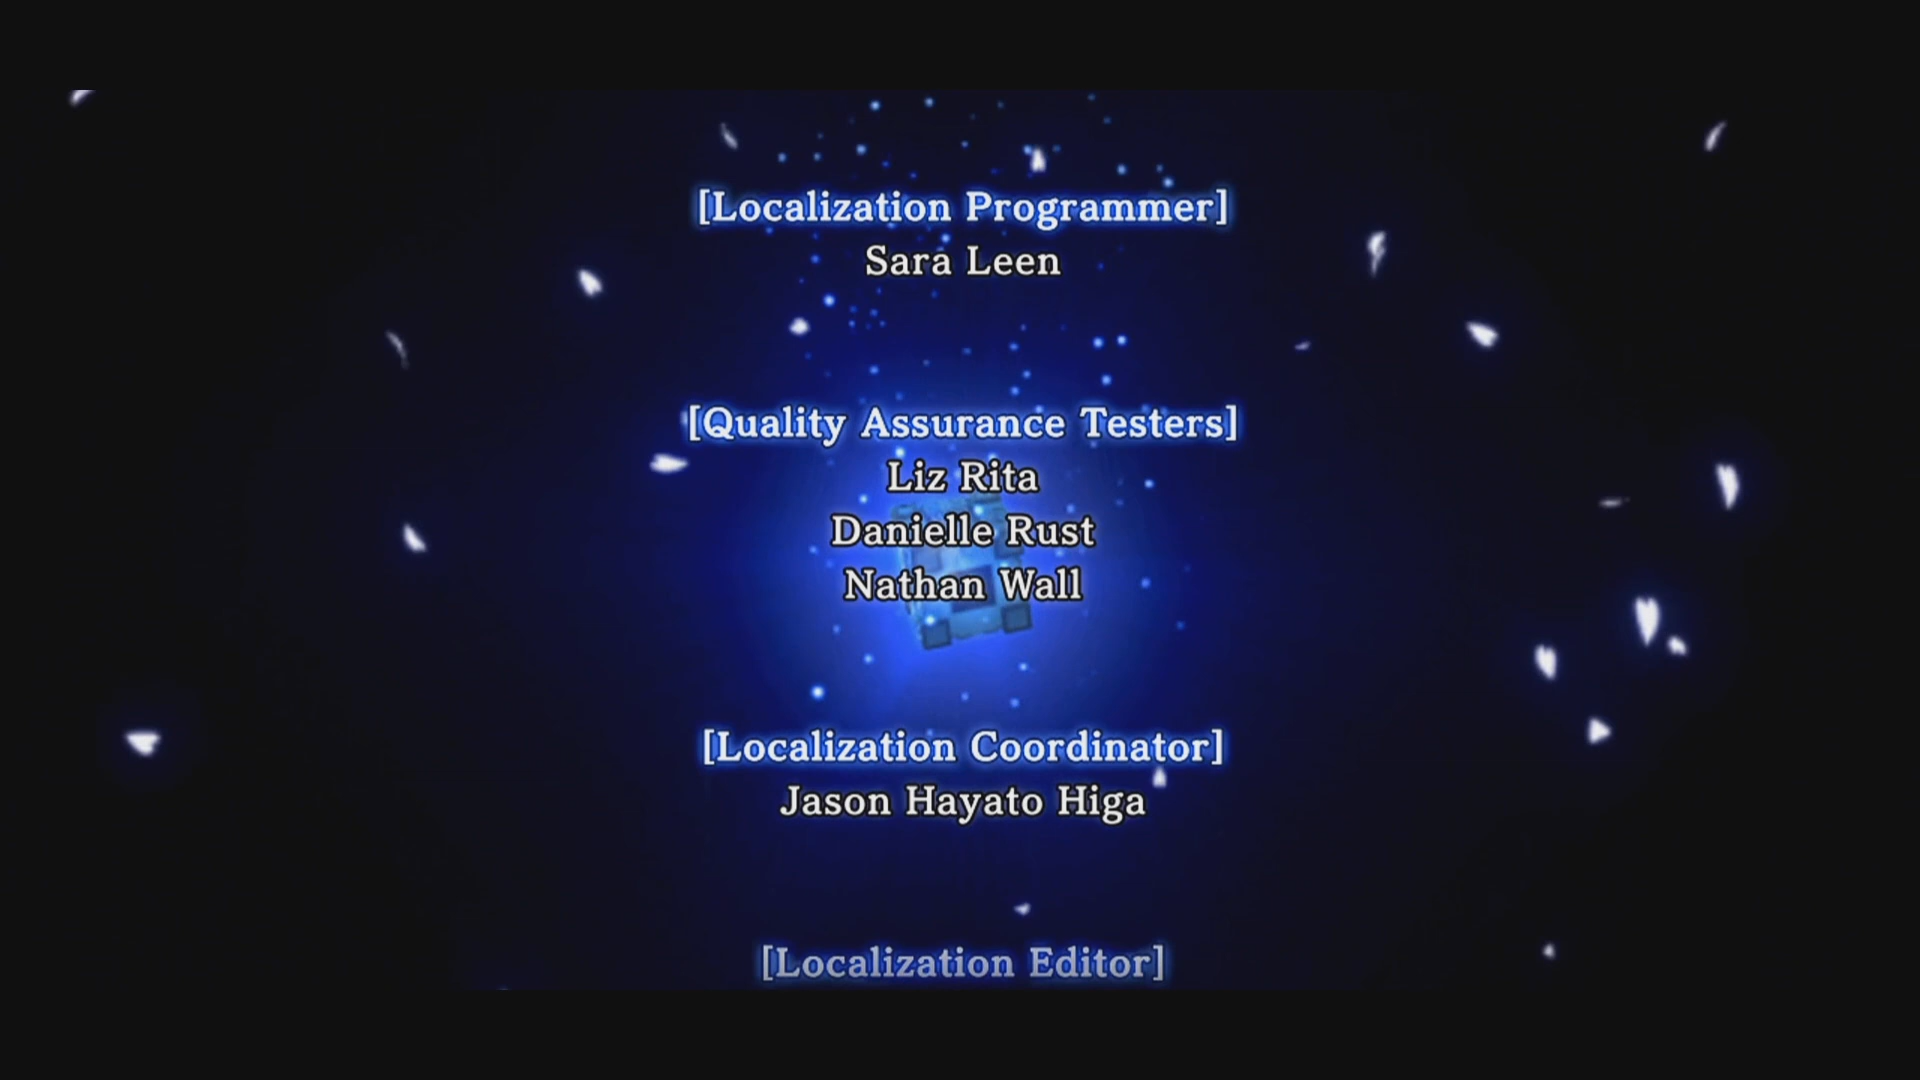 [Localization Programmer]
Sara Leen
[Quality Assurance Testers]
Liz Rita
Danielle Rust
Nathan Wall
[Localization Coordinator]
Jason Hayato Higa
[Localization Editor]